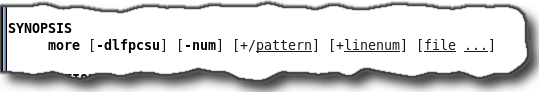 SYNOPSIS
more [-dlfpcsu] [-num] [+/pattern] [+linenum] [file ...]